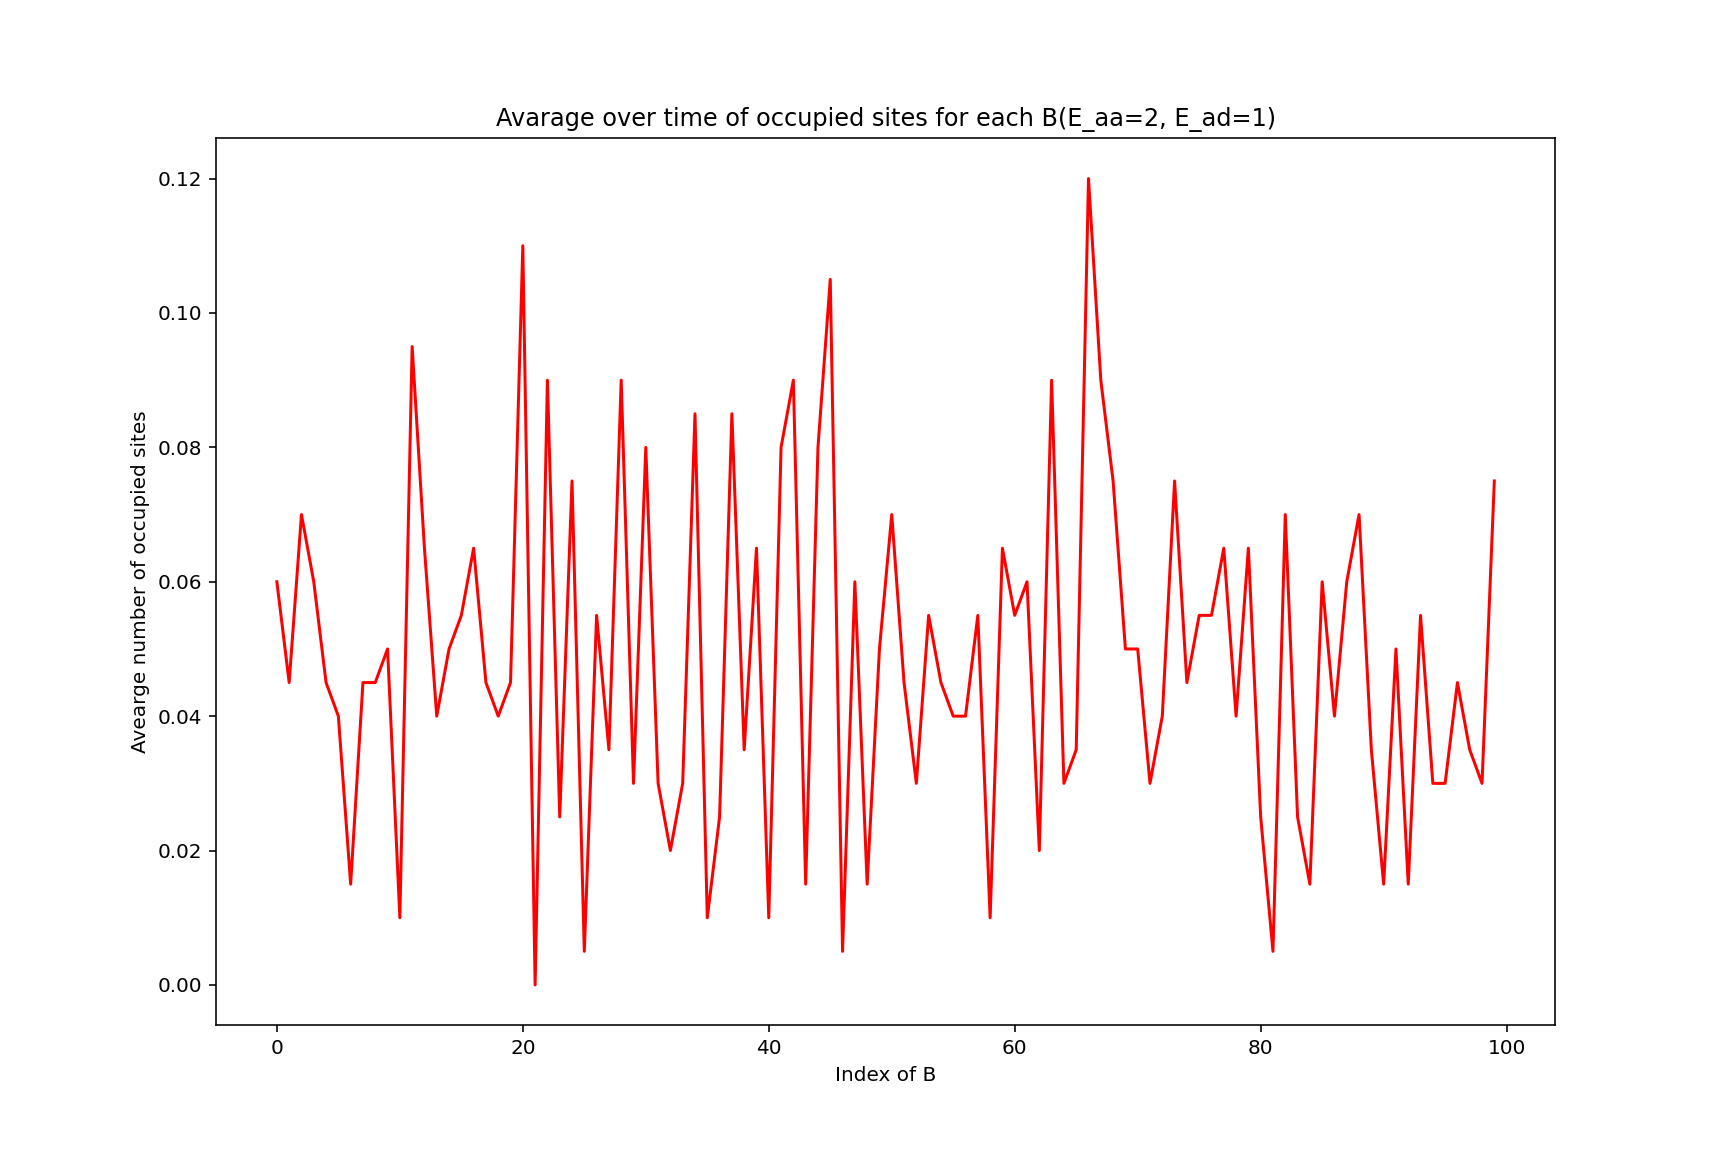 Avarage over time of occupied sites for each B(E_aa=2, E_ad=1)
Avearge number of occupied sites
0.12
0.10
0.08
0.06
0.04
0.02
0.00
0 20 40 60 80 100
Index of B